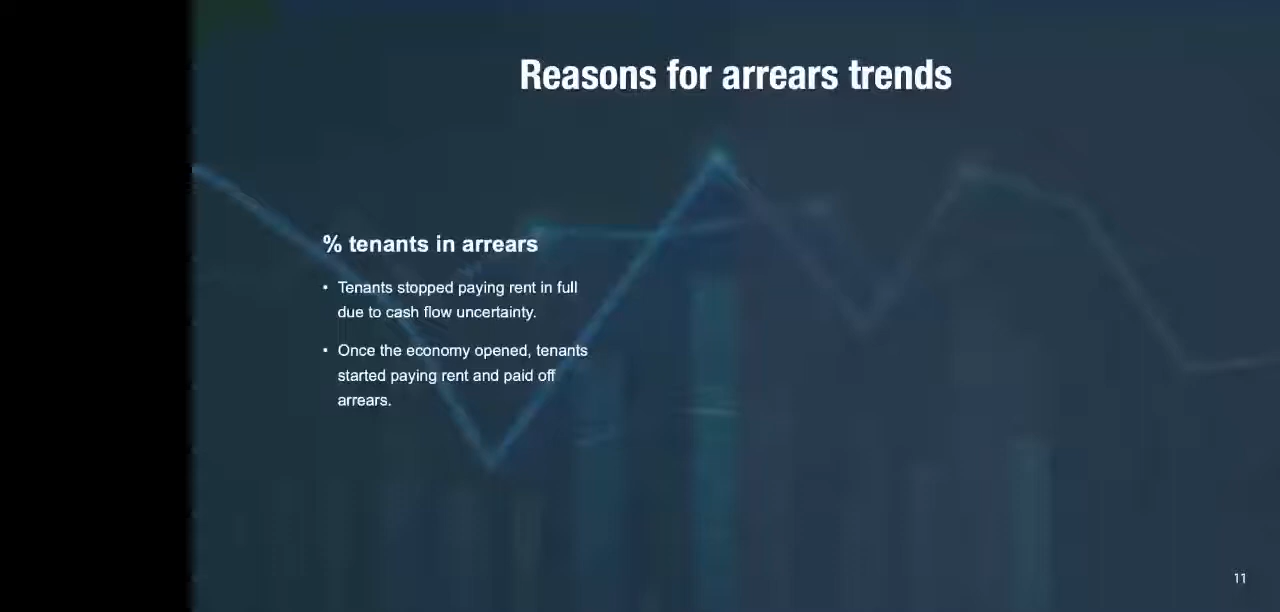 Reasons for arrears trends
% tenants in arrears
• Tenants stopped paying rent in full
due to cash flow uncertainty.
• Once the economy opened, tenants
started paying rent and paid off
arrears.
11